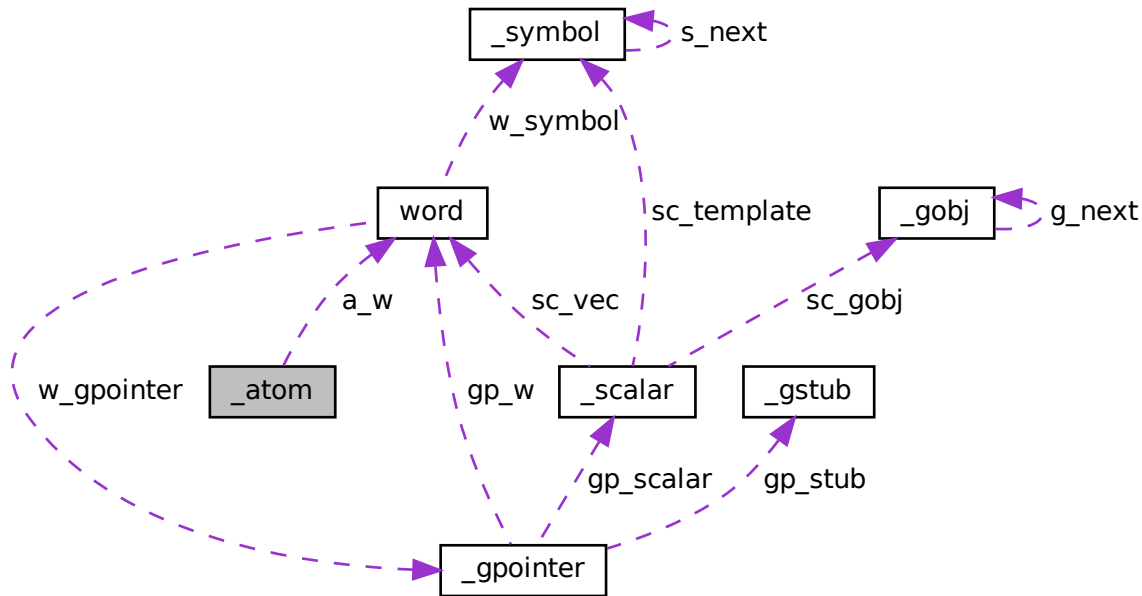 _symbol
s_next
w_symbol
word
sc_template
_gobj
g_next
a_w
sc_vec
sc_gobj
w_gpointer
_atom
gp_w
_scalar
_gstub
gp_scalar
gp_stub
_gpointer